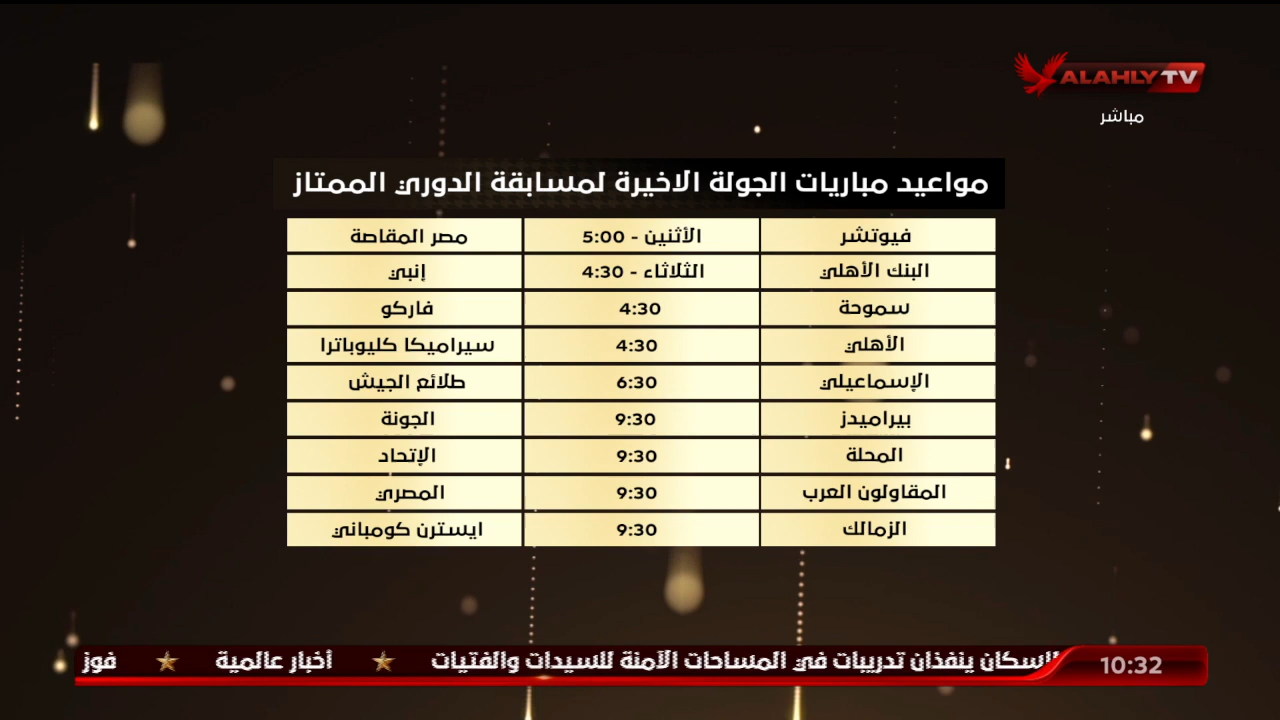 ALAHLY TV
مباشر
مواعيد مباريات الجولة الاخيرة لمسابقة الدوري الممتاز
فيوتشر الأثنين - 5:00 مصر المقاصة
البنك الأهلي الثلاثاء - 4:30 إنبي
سموحة 4:30 فاركو
الأهلي 4:30 سيراميكا كليوباترا
الإسماعيلي 6:30 طلائع الجيش
بيراميدز 9:30 الجونة
المحلة 9:30 الإتحاد
المقاولون العرب 9:30 المصري
الزمالك 9:30 ايسترن كومباني
10:32 للسكان ينفذان تدريبات في المساحات الآمنة للسيدات والفتيات أخبار عالمية فوز